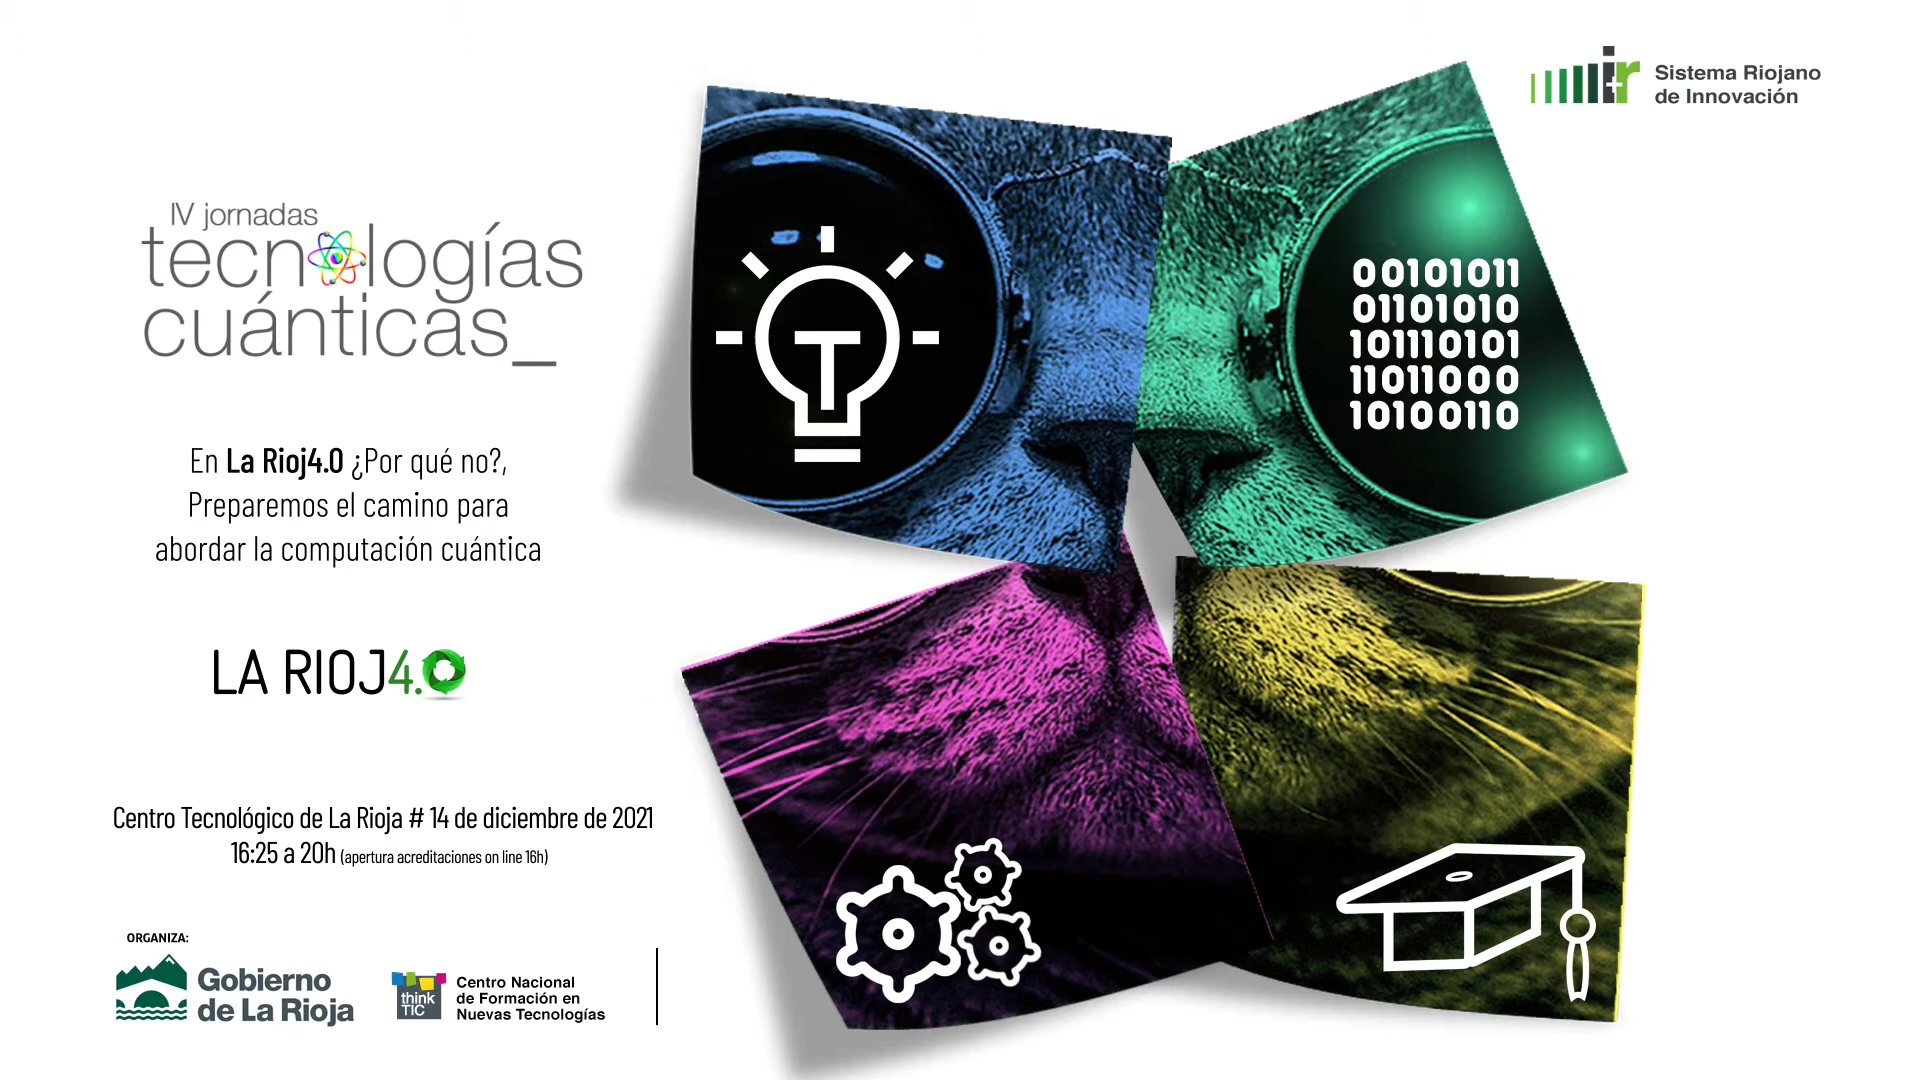 Sistema Riojano
de Innovación
IV jornadas
tecnologías
cuánticas_
00101011
01101010
101110101
11011000
10100110
En La Rioj4.0 ¿Por qué no?,
Preparemos el camino para
abordar la computación cuántica
LA RIOJ4.0
Centro Tecnológico de La Rioja # 14 de diciembre de 2021
16:25 a 20h (apertura acreditaciones on line 16h)
ORGANIZA:
Gobierno
de La Rioja
think
TIC
Centro Nacional
de Formación en
Nuevas Tecnologías